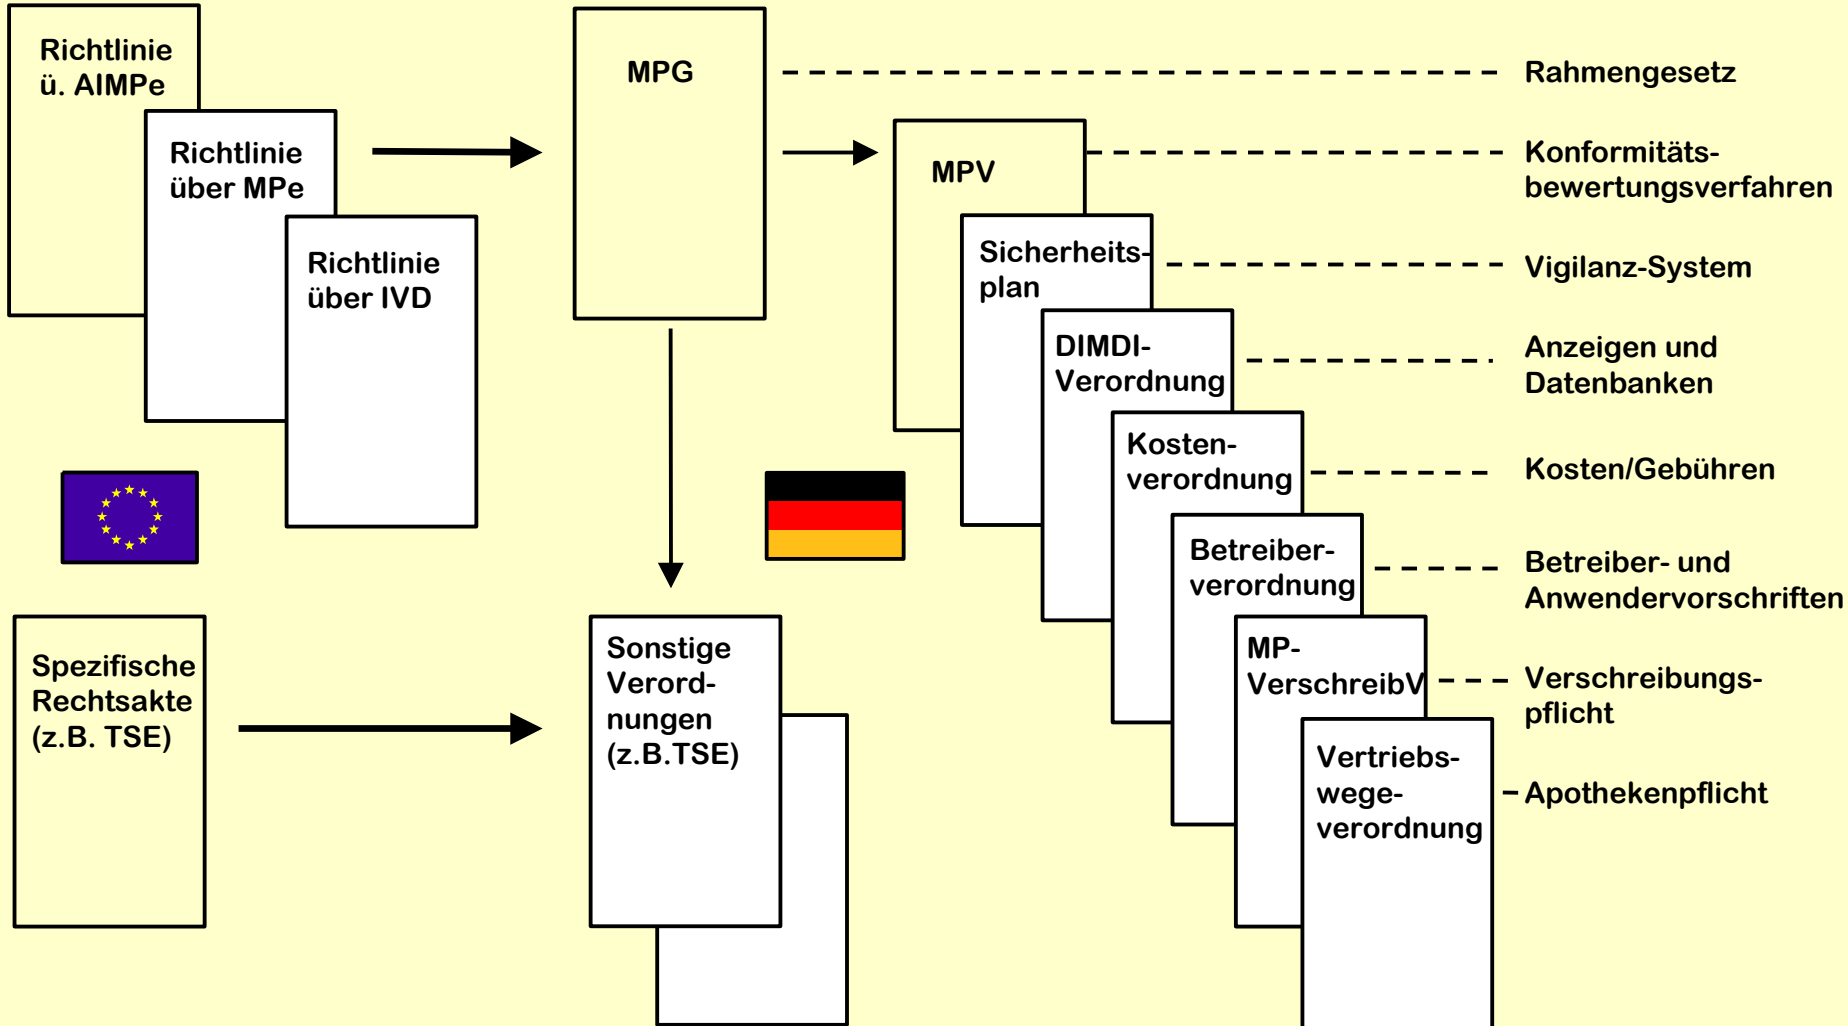 Richtlinie
ü. AIMPe
Richtlinie
über MPe
Richtlinie
über IVD
Spezifische
Rechtsakte
(z.B. TSE)
MPG
Sonstige
Verord-
nungen
(z.B.TSE)
MPV
Sicherheits-
plan
DIMDI-
Verordnung
Kosten-
verordnung
Betreiber-
verordnung
MP-
VerschreibV
Vertriebs-
wege-
verordnung
Rahmengesetz
Konformitäts-
bewertungsverfahren
Vigilanz-System
Anzeigen und
Datenbanken
Kosten/Gebühren
Betreiber- und
Anwendervorschriften
Verschreibungs-
pflicht
Apothekenpflicht